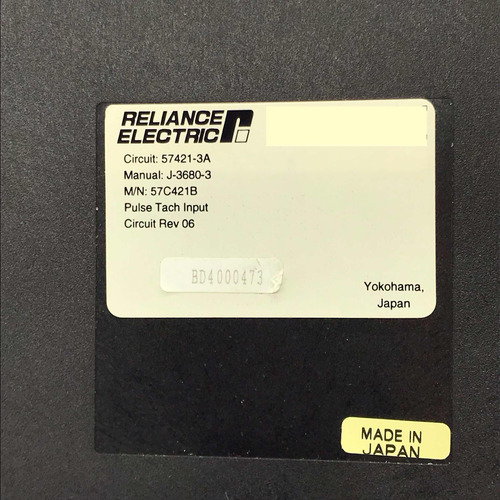 RELIANCE
ELECTRIC
Circuit: 57421-3A
Manual: J-3680-3
M/N: 57C421B
Pulse Tach Input
Circuit Rev 06
BD4000473
Yokohama,
Japan
MADE IN
JAPAN